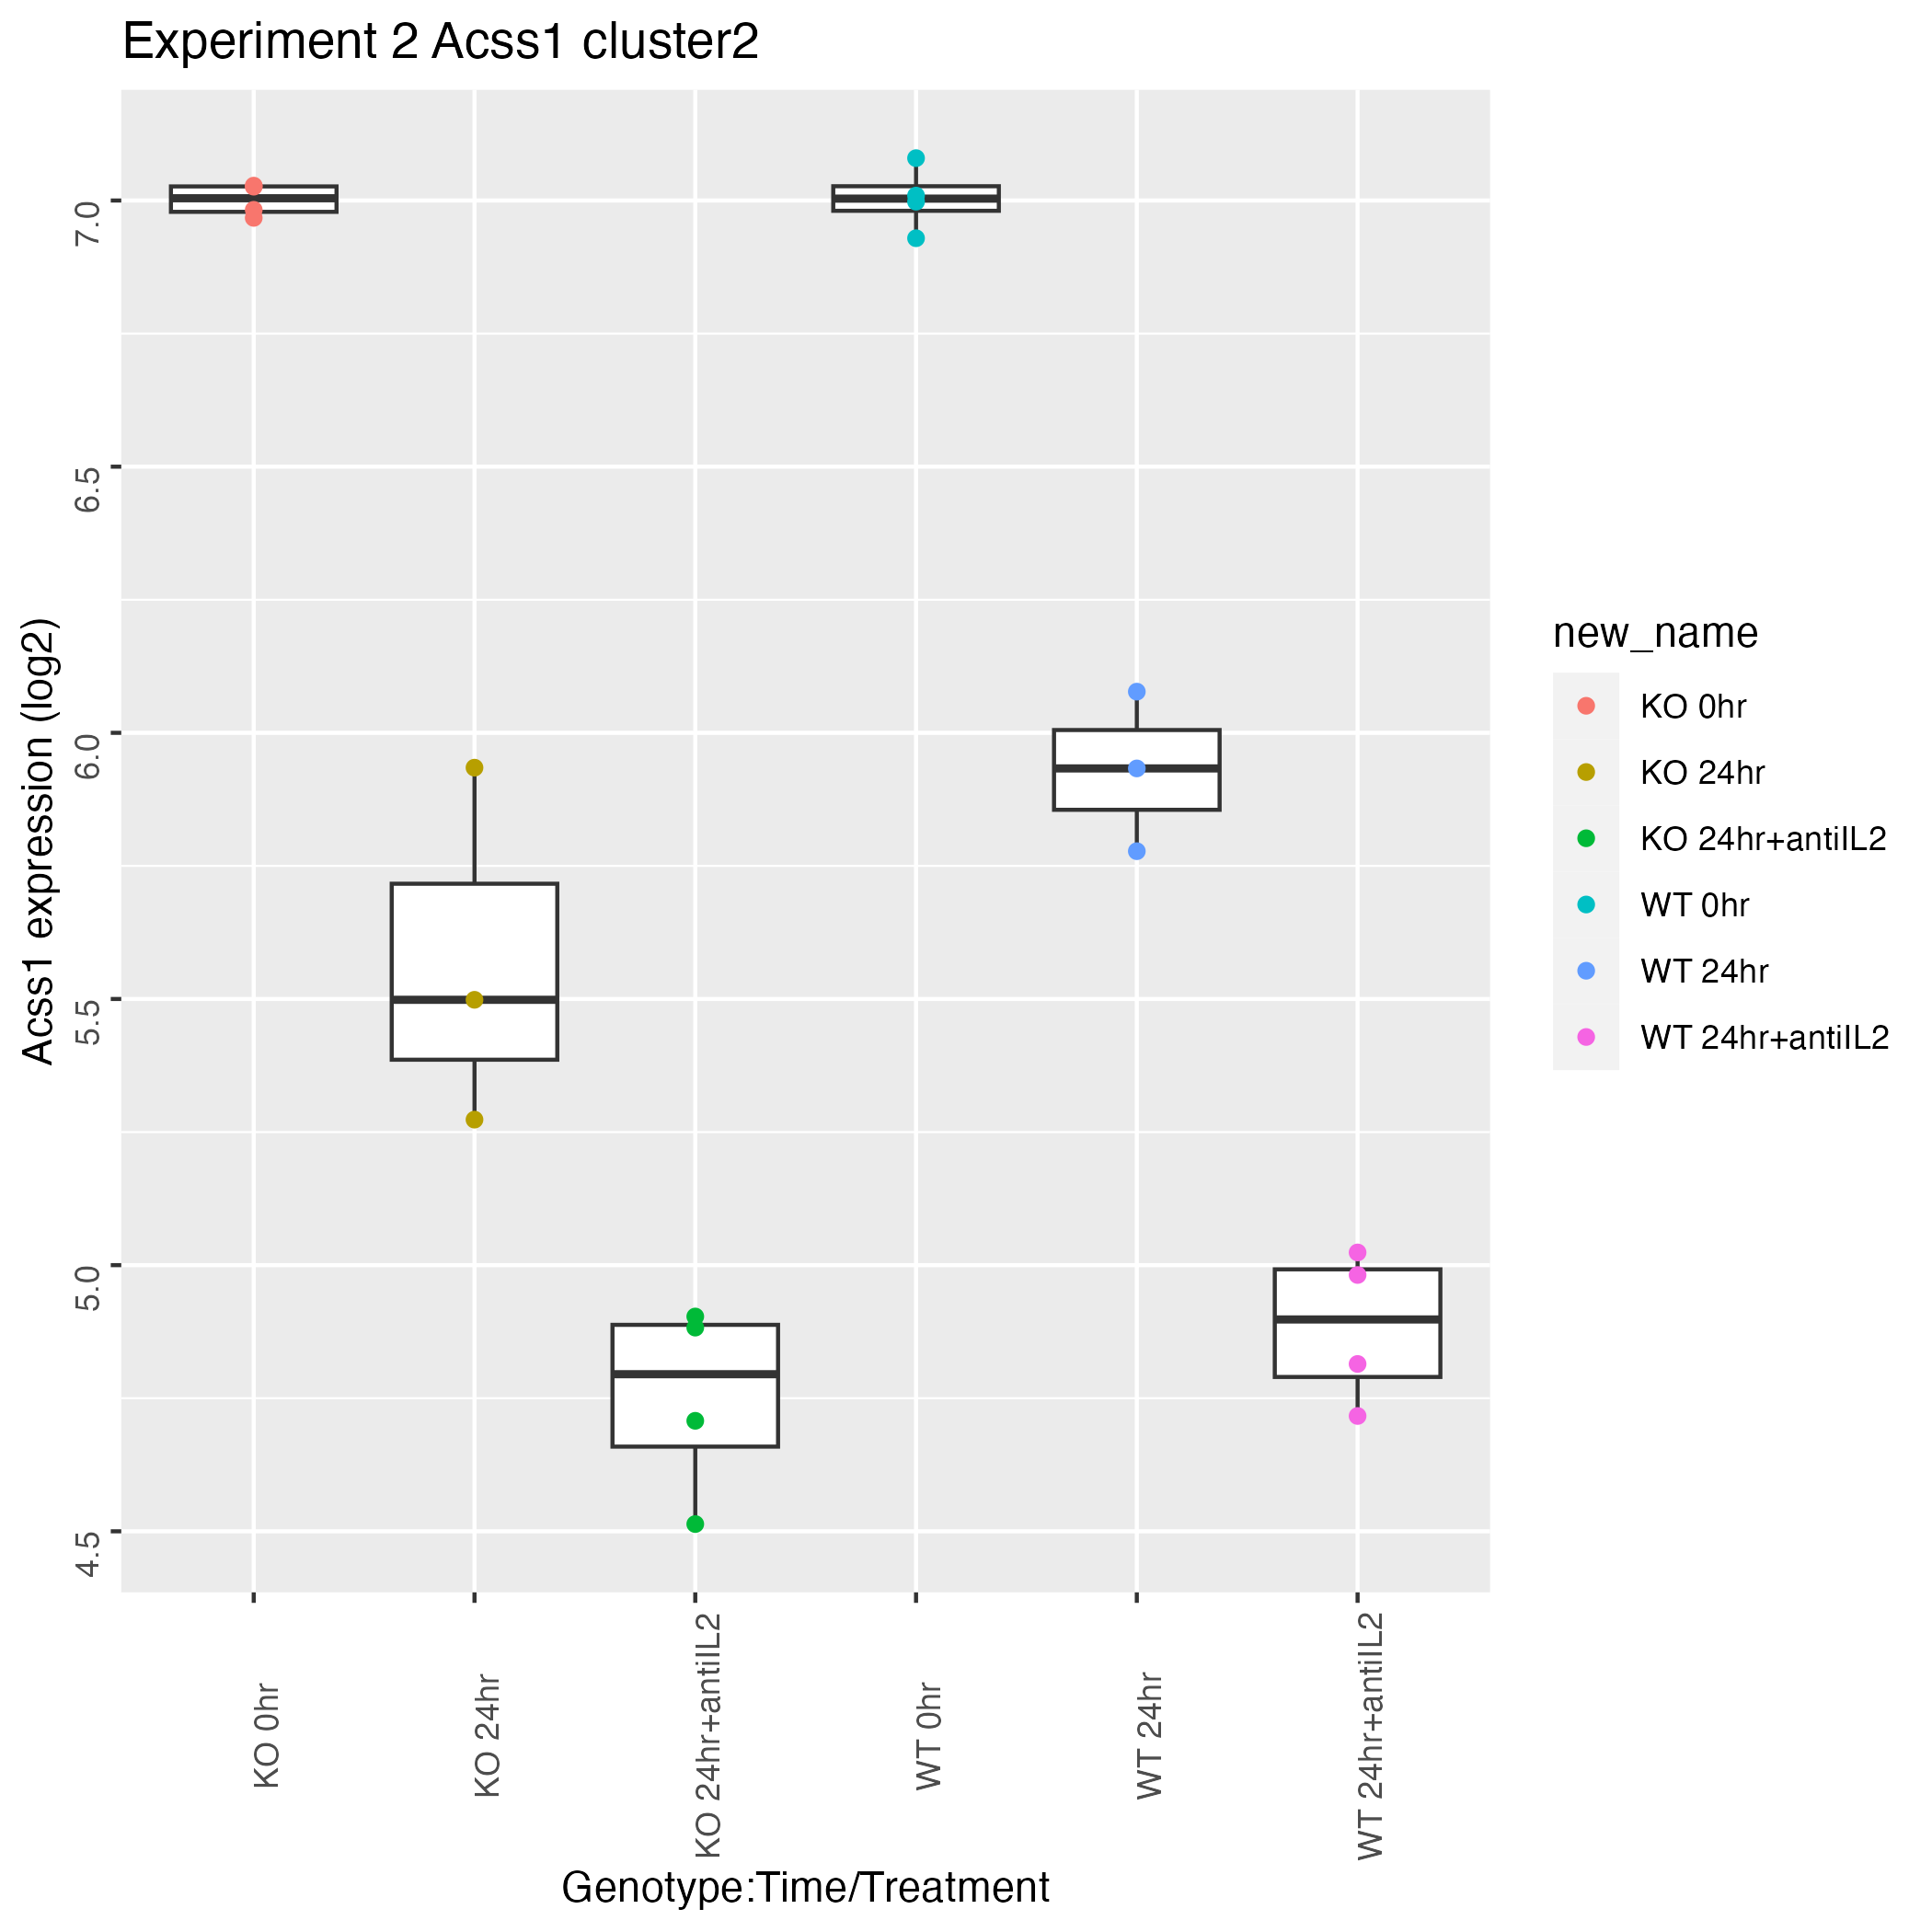 Experiment 2 Acss1 cluster2
Acss1 expression (log2)
7.0
6.5
6.0
5.5
5.0
4.5
KO 0hr
KO 24hr
KO 24hr+antiIL2
WT 0hr
WT 24hr
WT 24hr+antiIL2
Genotype:Time/Treatment
new_name
KO 0hr
KO 24hr
KO 24hr+antiIL2
WT 0hr
WT 24hr
WT 24hr+antiIL2